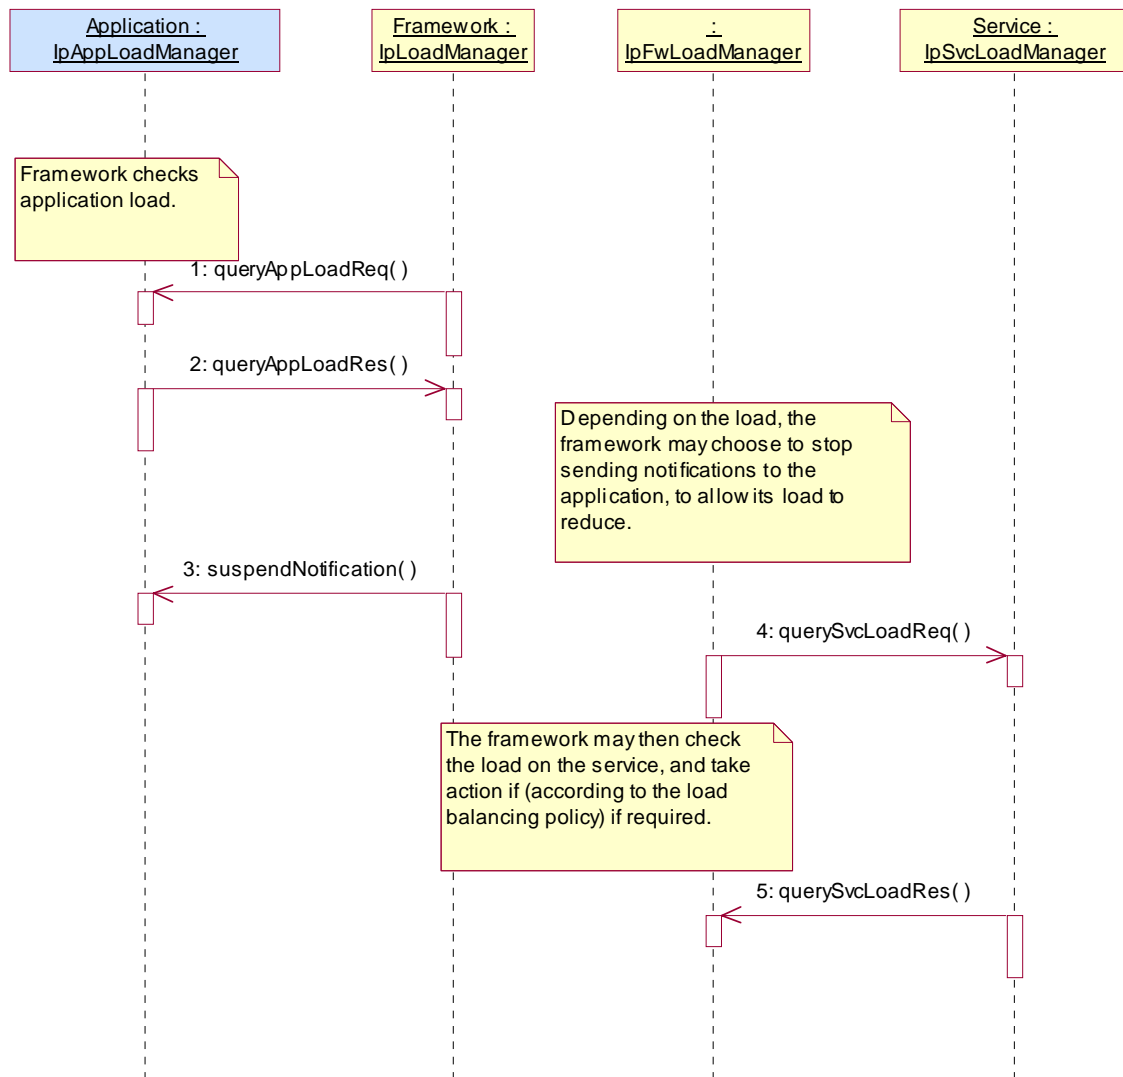 Application :
IpAppLoadManager
Framework :
IpLoadManager
:
IpFwLoadManager
Service :
IpSvcLoadManager
Framework checks
application load.
1: queryAppLoadReq( )
2: queryAppLoadRes( )
Depending on the load, the
framework may choose to stop
sending notifications to the
application, to allow its load to
reduce.
3: suspendNotification( )
4: querySvcLoadReq( )
The framework may then check
the load on the service, and take
action if (according to the load
balancing policy) if required.
5: querySvcLoadRes( )